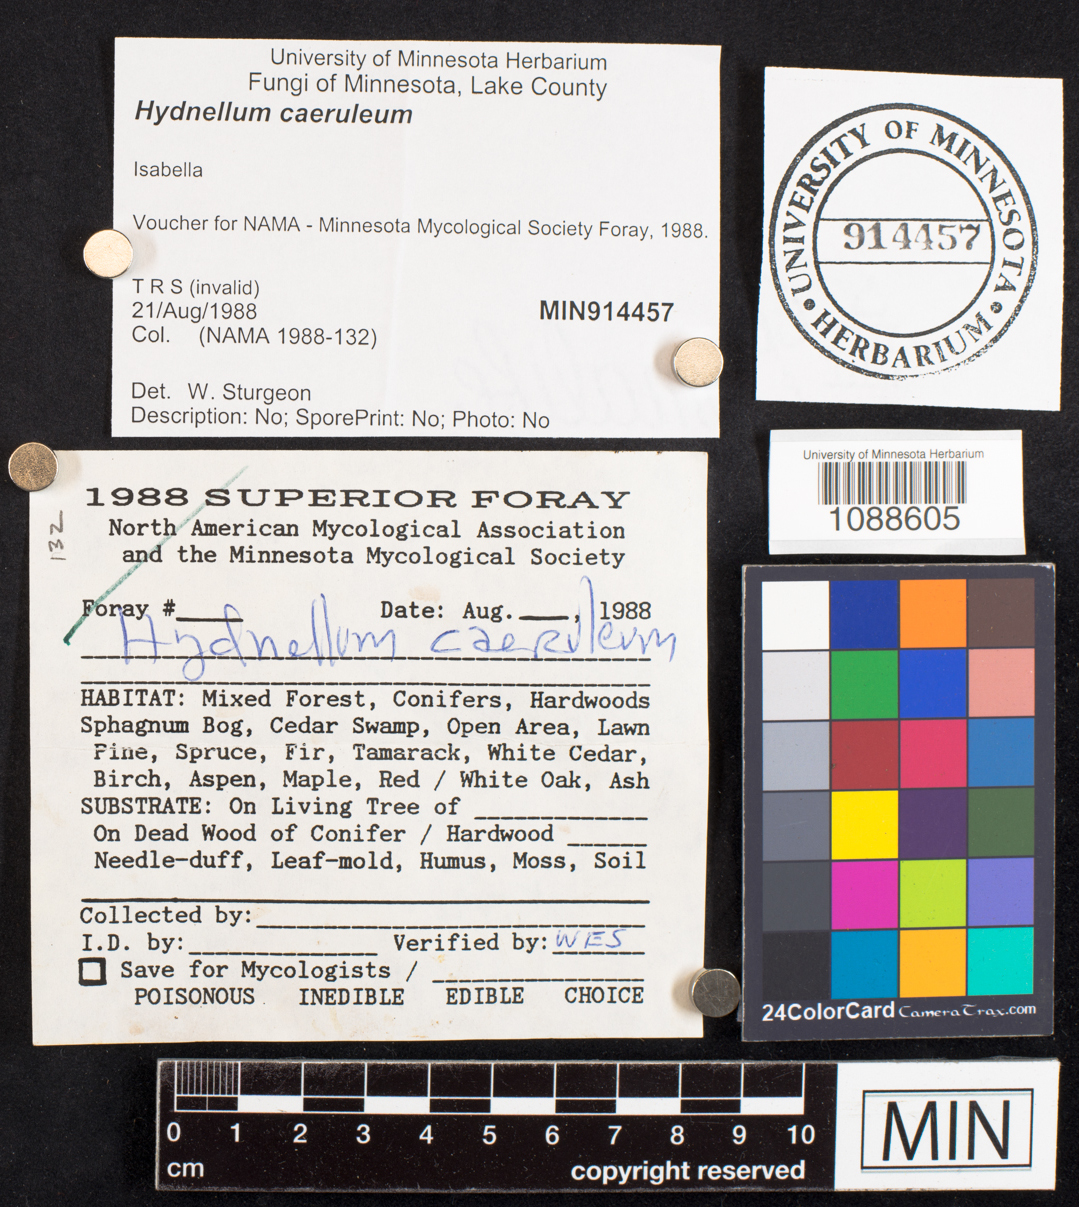 University of Minnesota Herbarium
Fungi of Minnesota, Lake County
Hydnellum caeruleum
Isabella
Voucher for NAMA - Minnesota Mycological Society Foray, 1988.
T R S (invalid)
21/Aug/1988
MIN914457
Col. (NAMA 1988-132)
Det. W. Sturgeon
Description: No; SporePrint: No; Photo: No
UNIVERSITY OF MINNESOTA
914457
HERBARIUM
University of Minnesota Herbarium
1088605
132
1988 SUPERIOR FORAY
North American Mycological Association
and the Minnesota Mycological Society
Foray #____ Date: Aug. ____, 1988
Hydnellum caeruleum
HABITAT: Mixed Forest, Conifers, Hardwoods
Sphagnum Bog, Cedar Swamp, Open Area, Lawn
Pine, Spruce, Fir, Tamarack, White Cedar,
Birch, Aspen, Maple, Red / White Oak, Ash
SUBSTRATE: On Living Tree of ____
On Dead Wood of Conifer / Hardwood ____
Needle-duff, Leaf-mold, Humus, Moss, Soil
Collected by: ____
I.D. by: ____ Verified by: WES
Save for Mycologists / ____
POISONOUS INEDIBLE EDIBLE CHOICE
24ColorCard CameraTrax.com
0 1 2 3 4 5 6 7 8 9 10
cm copyright reserved
MIN